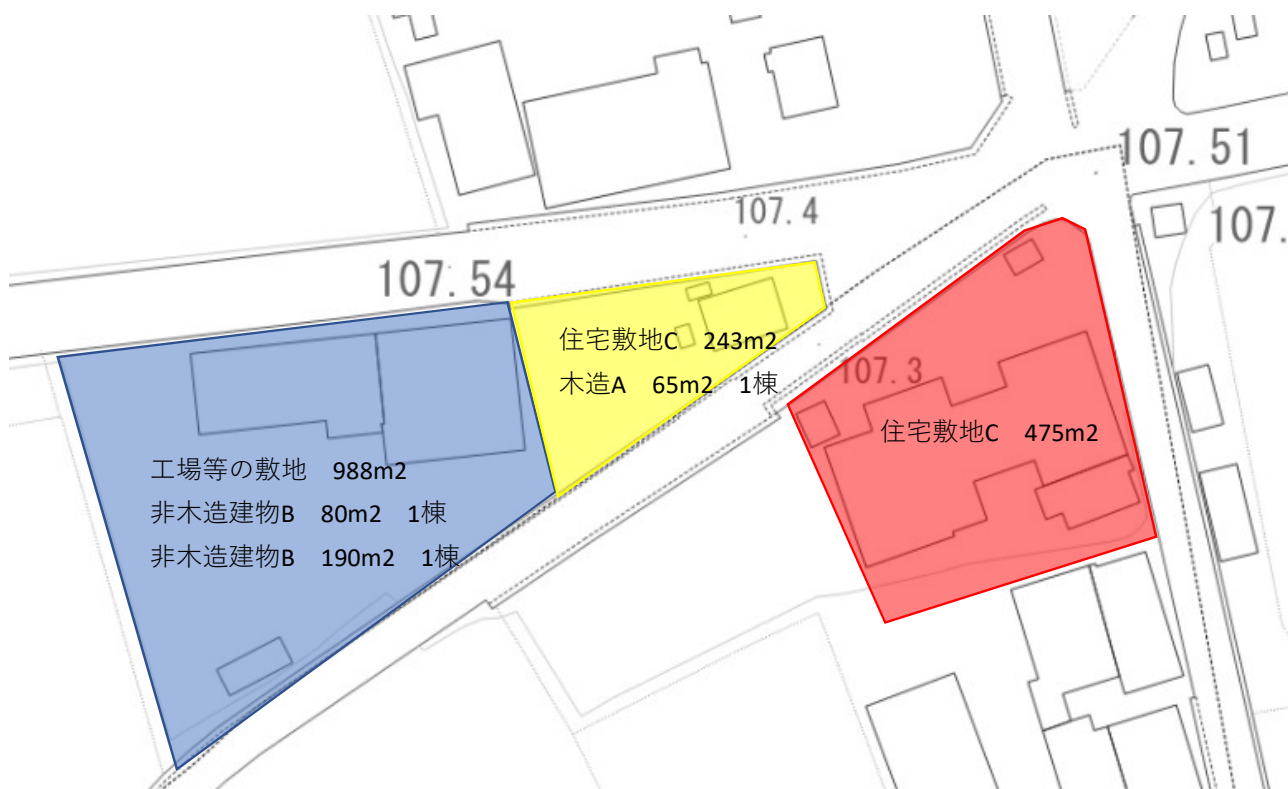 107.51
107.4
107.
107.54
住宅敷地C 243m2
木造A 65m2 1棟
107.3
住宅敷地C 475m2
工場等の敷地 988m2
非木造建物B 80m2 1棟
非木造建物B 190m2 1棟